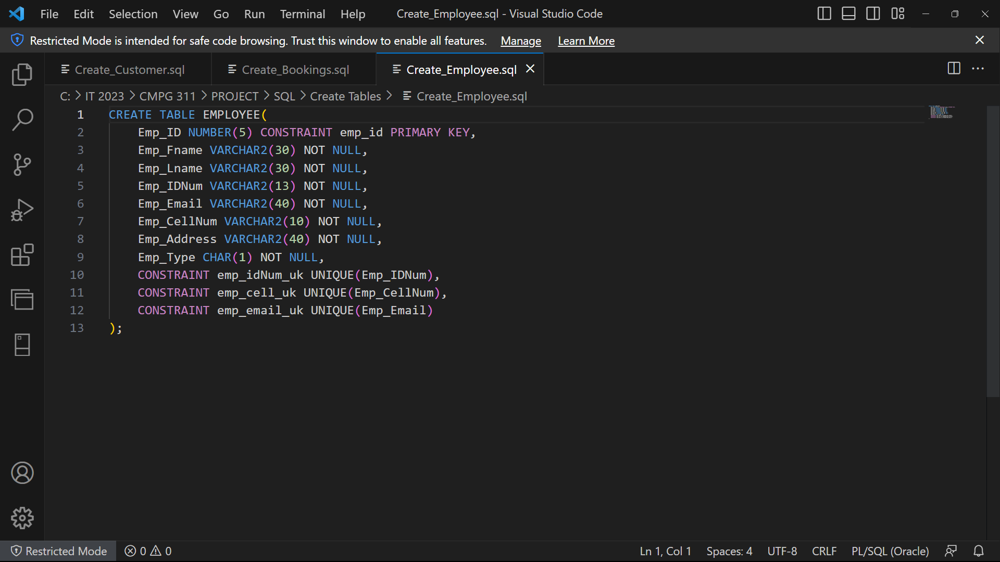 File Edit Selection View Go Run Terminal Help Create_Employee.sql - Visual Studio Code
Restricted Mode is intended for safe code browsing. Trust this window to enable all features. Manage Learn More
Create_Customer.sql Create_Bookings.sql Create_Employee.sql
C: > IT 2023 > CMPG 311 > PROJECT > SQL > Create Tables > Create_Employee.sql
1 CREATE TABLE EMPLOYEE(
2 Emp_ID NUMBER(5) CONSTRAINT emp_id PRIMARY KEY,
3 Emp_Fname VARCHAR2(30) NOT NULL,
4 Emp_Lname VARCHAR2(30) NOT NULL,
5 Emp_IDNum VARCHAR2(13) NOT NULL,
6 Emp_Email VARCHAR2(40) NOT NULL,
7 Emp_CellNum VARCHAR2(10) NOT NULL,
8 Emp_Address VARCHAR2(40) NOT NULL,
9 Emp_Type CHAR(1) NOT NULL,
10 CONSTRAINT emp_idNum_uk UNIQUE(Emp_IDNum),
11 CONSTRAINT emp_cell_uk UNIQUE(Emp_CellNum),
12 CONSTRAINT emp_email_uk UNIQUE(Emp_Email)
13 );
Restricted Mode 0 0 Ln 1, Col 1 Spaces: 4 UTF-8 CRLF PL/SQL (Oracle)